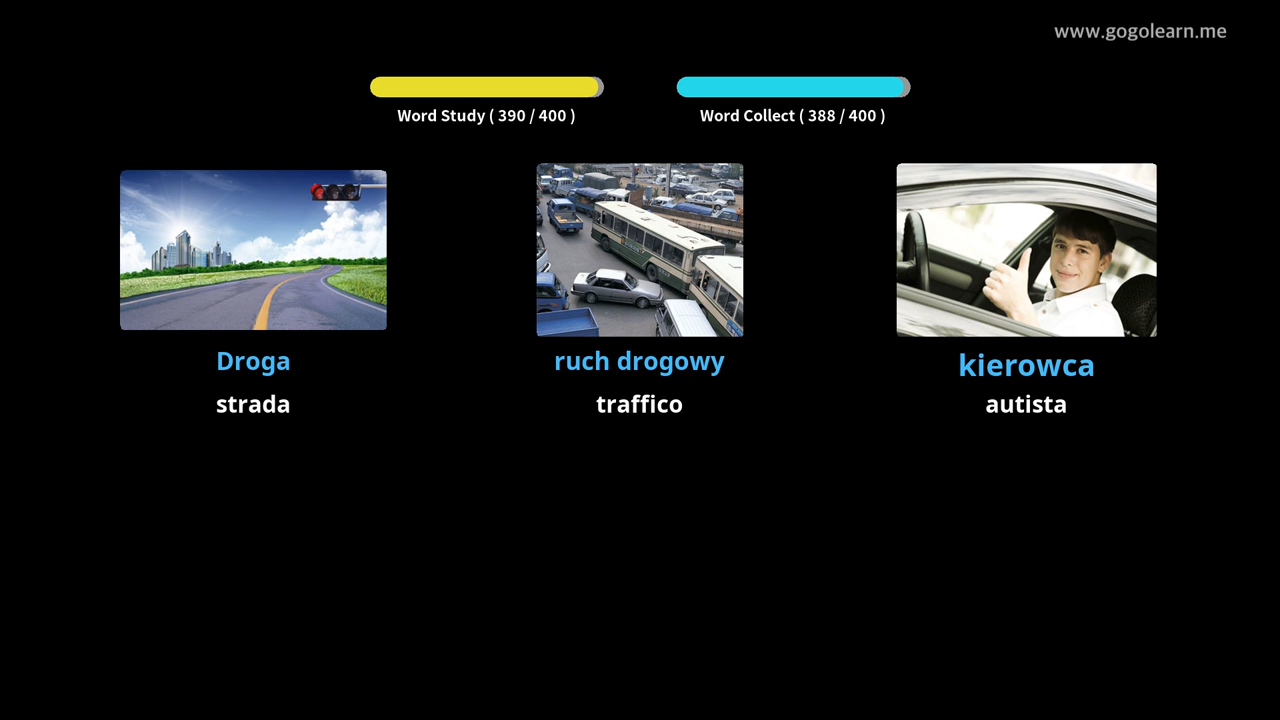 www.gogolearn.me
Word Study ( 390 / 400 )
Word Collect ( 388 / 400 )
Droga
strada
ruch drogowy
traffico
kierowca
autista